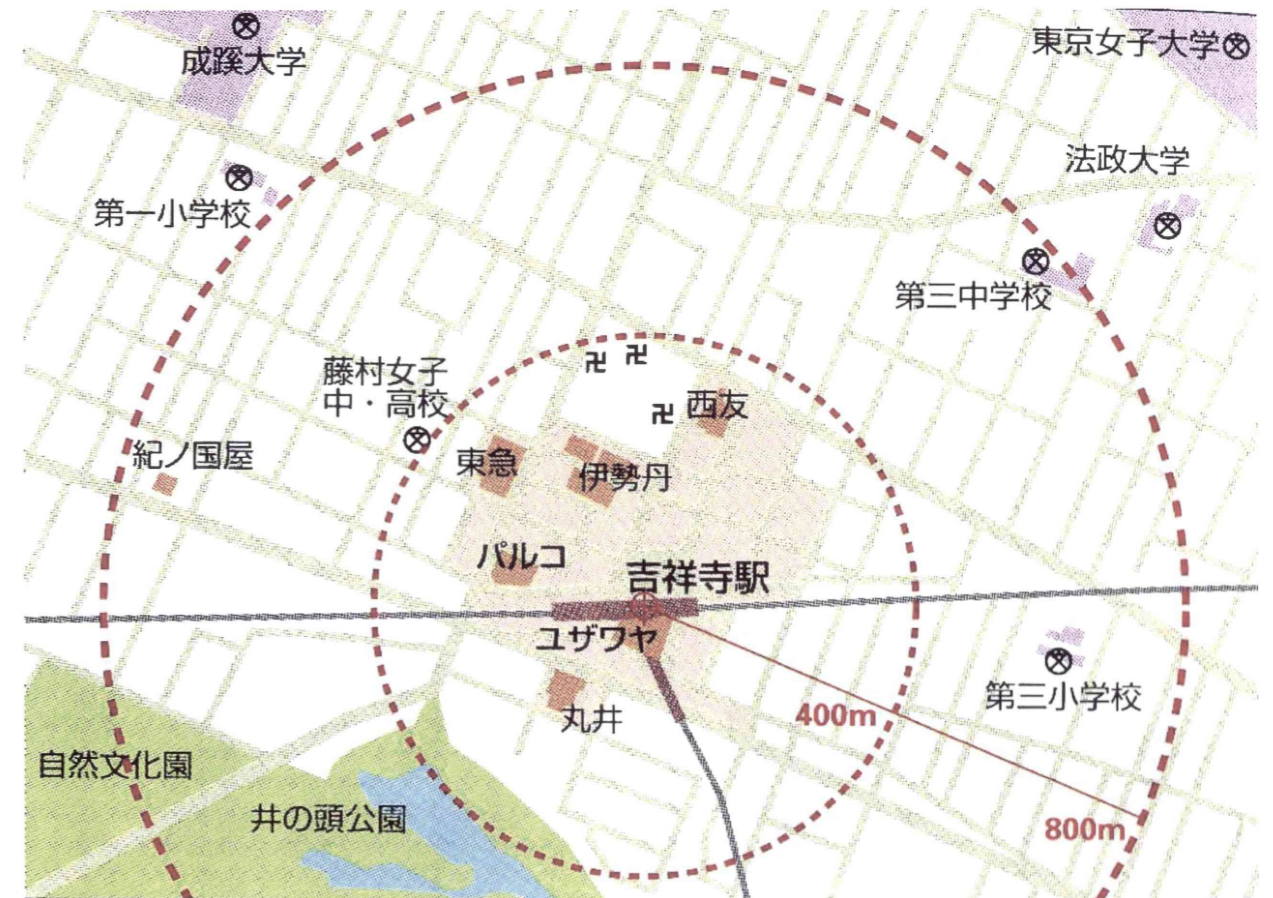 成蹊大学
東京女子大学
法政大学
第一小学校
第三中学校
藤村女子
中・高校
西友
紀ノ国屋
東急
伊勢丹
パルコ
吉祥寺駅
ユザワヤ
第三小学校
400m
丸井
自然文化園
井の頭公園
800m